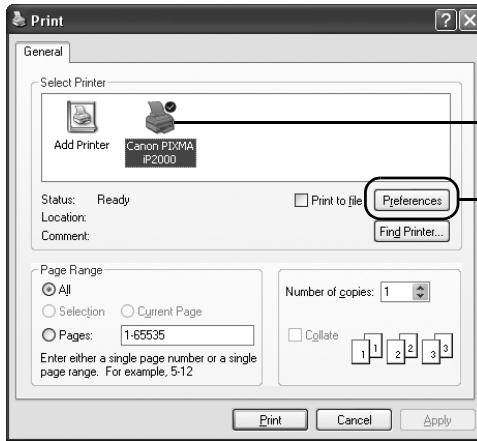 Print
General
Select Printer
Add Printer
Canon PIXMA
iP2000
Status: Ready
Location:
Comment:
Print to file
Preferences
Find Printer...
Page Range
All
Selection
Current Page
Pages:
1-65535
Enter either a single page number or a single
page range. For example, 5-12
Number of copies: 1
Collate
1 1 2 2 3 3
Print
Cancel
Apply